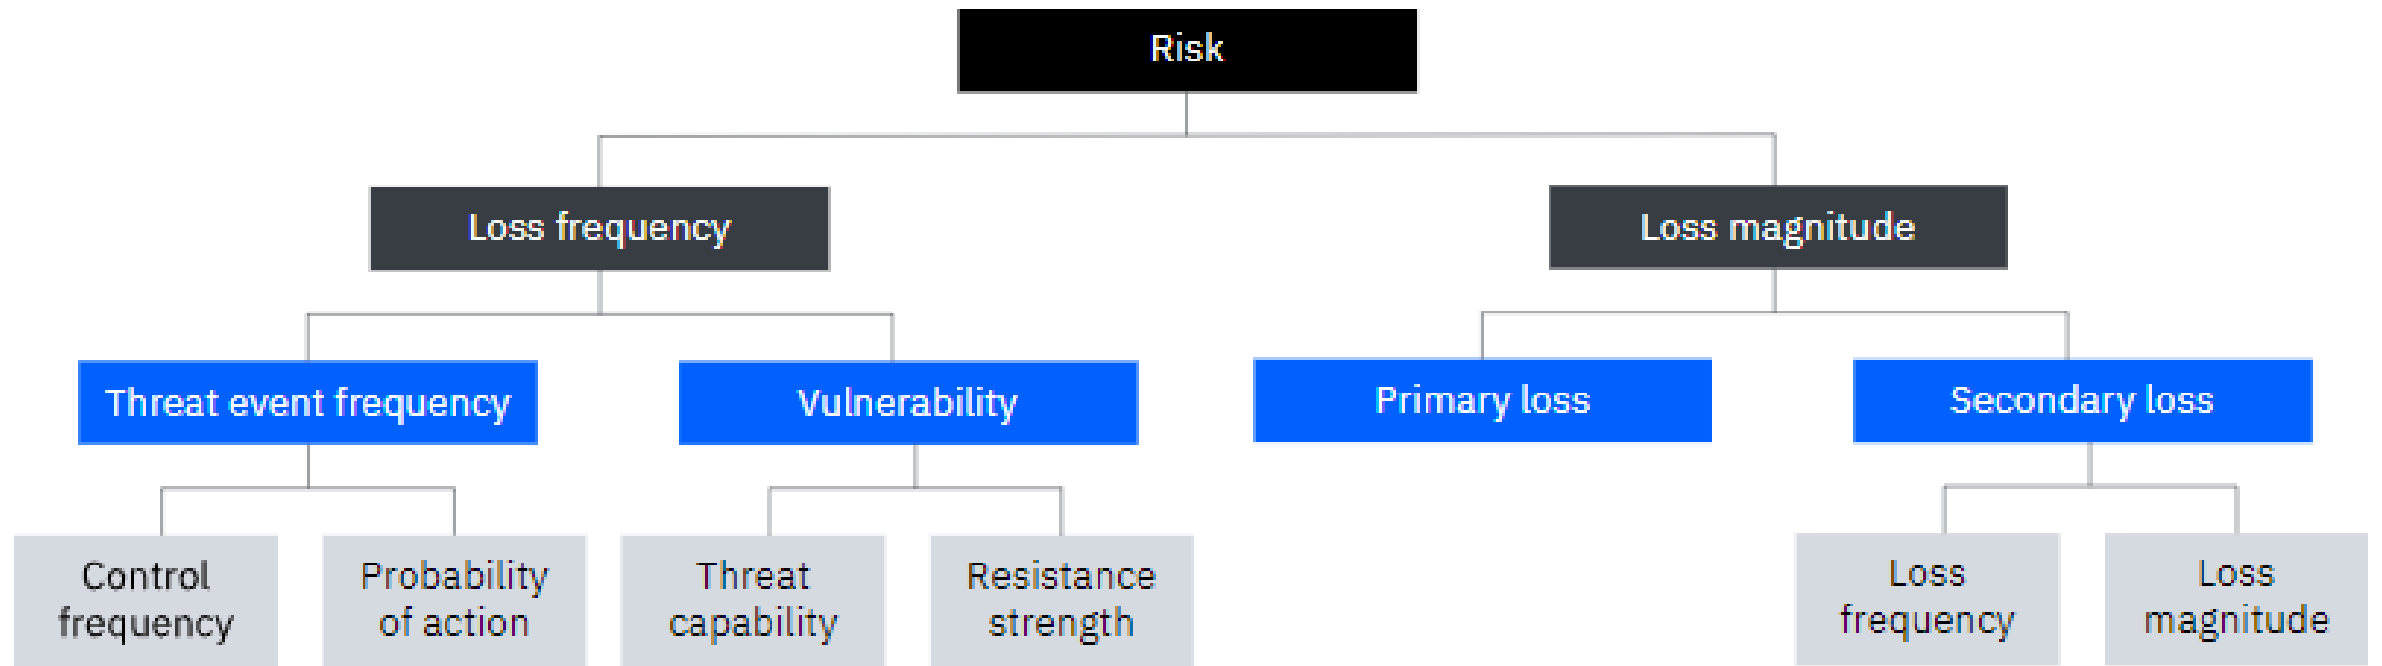 Risk
Loss frequency
Loss magnitude
Threat event frequency
Vulnerability
Primary loss
Secondary loss
Control
frequency
Probability
of action
Threat
capability
Resistance
strength
Loss
frequency
Loss
magnitude